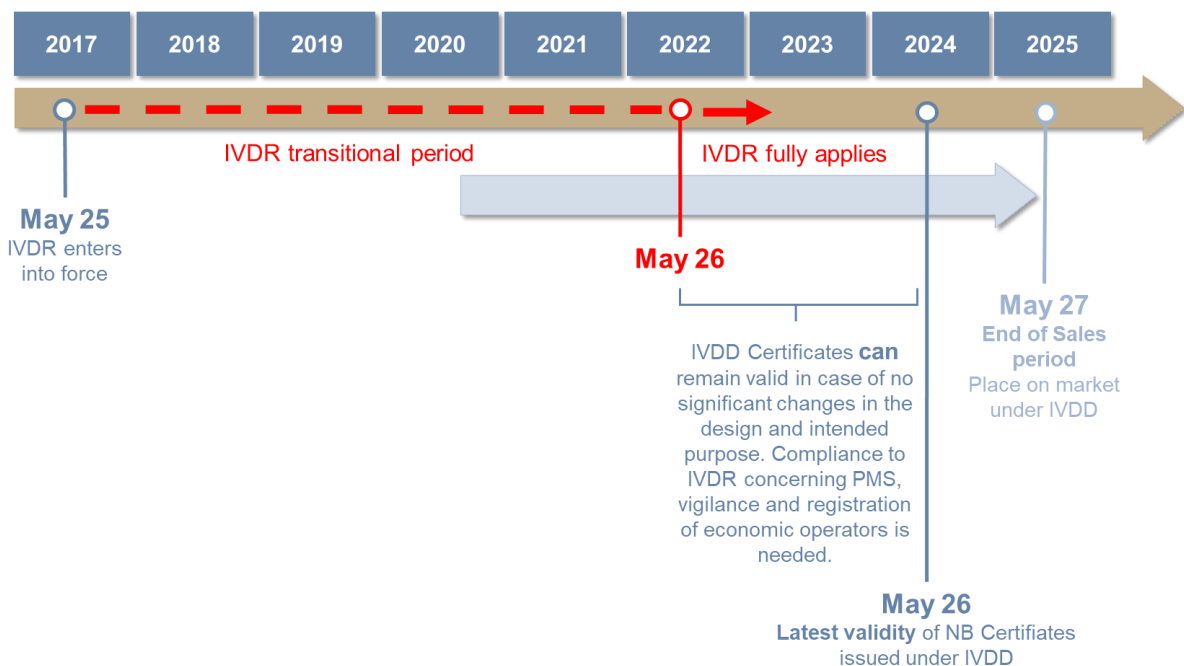 2017 2018 2019 2020 2021 2022 2023 2024 2025
IVDR transitional period
IVDR fully applies
May 25
IVDR enters
into force
May 26
IVDD Certificates can
remain valid in case of no
significant changes in the
design and intended
purpose. Compliance to
IVDR concerning PMS,
vigilance and registration
of economic operators is
needed.
May 26
Latest validity of NB Certifiates
issued under IVDD
May 27
End of Sales
period
Place on market
under IVDD